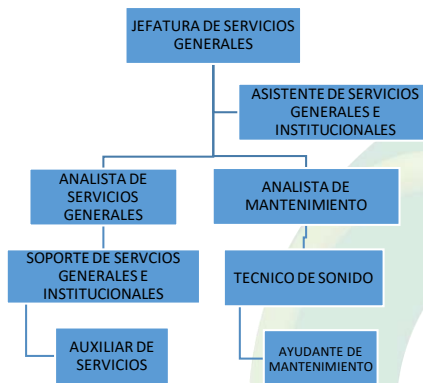 JEFATURA DE SERVICIOS
GENERALES
ASISTENTE DE SERVICIOS
GENERALES E
INSTITUCIONALES
ANALISTA DE
SERVICIOS
GENERALES
ANALISTA DE
MANTENIMIENTO
SOPORTE DE SERVCIOS
GENERALES E
INSTITUCIONALES
TECNICO DE SONIDO
AUXILIAR DE
SERVICIOS
AYUDANTE DE
MANTENIMIENTO